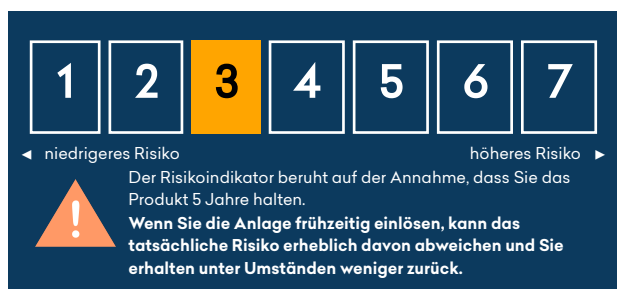 1 2 3 4 5 6 7
◄ niedrigeres Risiko höheres Risiko ►
Der Risikoindikator beruht auf der Annahme, dass Sie das
Produkt 5 Jahre halten.
Wenn Sie die Anlage frühzeitig einlösen, kann das
tatsächliche Risiko erheblich davon abweichen und Sie
erhalten unter Umständen weniger zurück.
!